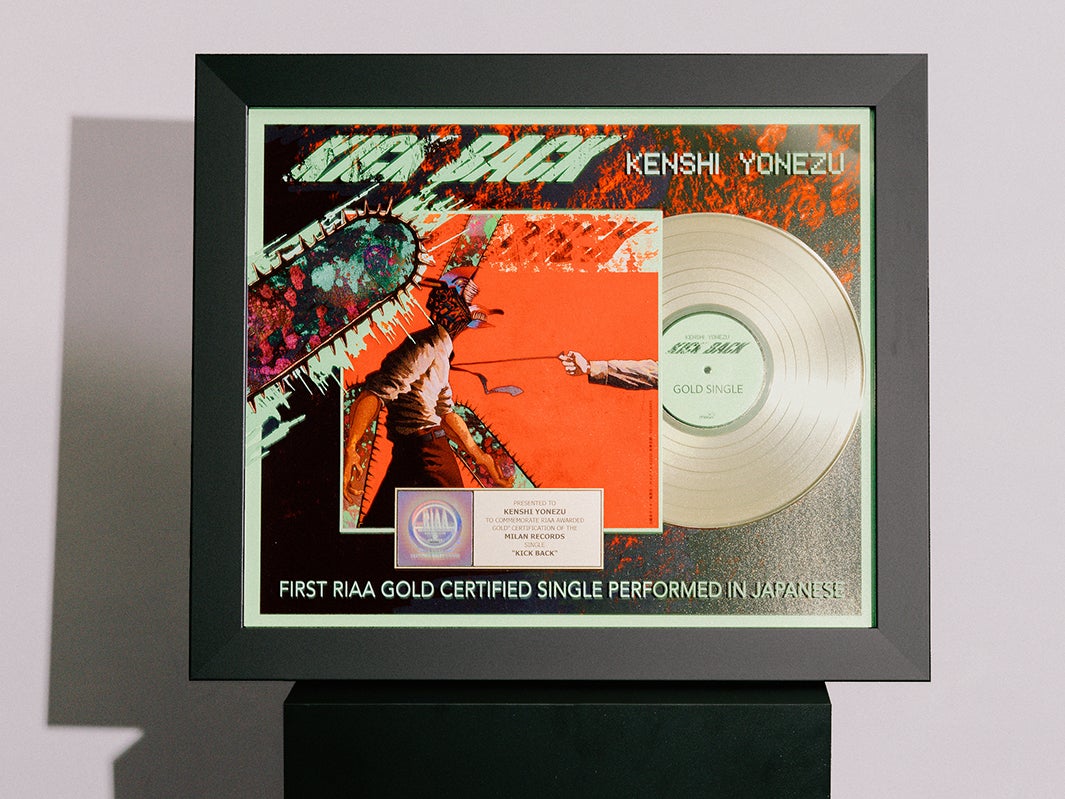 KICK BACK
KENSHI YONEZU
KENSHI YONEZU
KICK BACK
GOLD SINGLE
PRESENTED TO
KENSHI YONEZU
TO COMMEMORATE RIAA AWARDED
GOLD® CERTIFICATION OF THE
MILAN RECORDS
SINGLE
"KICK BACK"
RIAA
FIRST RIAA GOLD CERTIFIED SINGLE PERFORMED IN JAPANESE